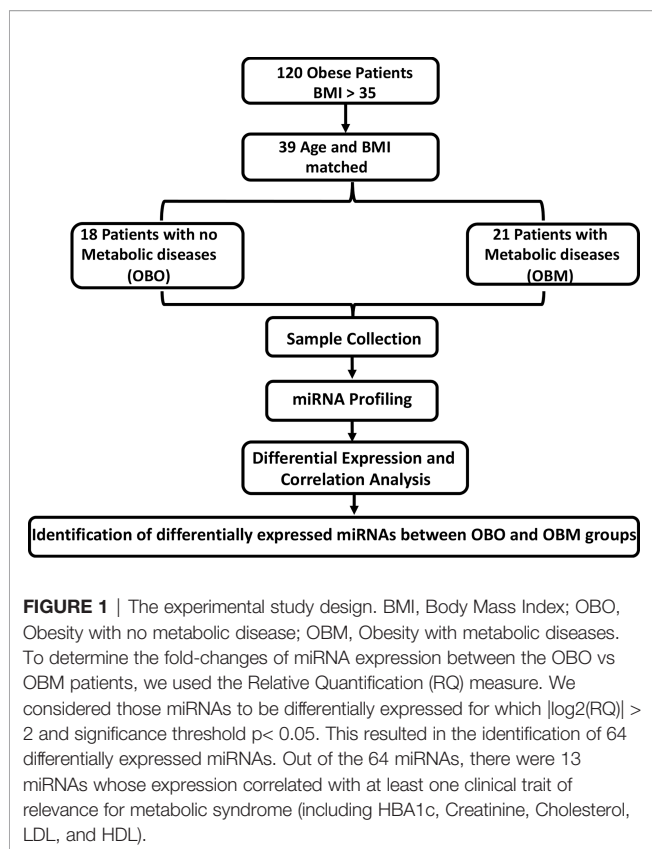 120 Obese Patients
BMI > 35
39 Age and BMI
matched
18 Patients with no
Metabolic diseases
(OBO)
21 Patients with
Metabolic diseases
(OBM)
Sample Collection
miRNA Profiling
Differential Expression and
Correlation Analysis
Identification of differentially expressed miRNAs between OBO and OBM groups
FIGURE 1 | The experimental study design. BMI, Body Mass Index; OBO,
Obesity with no metabolic disease; OBM, Obesity with metabolic diseases.
To determine the fold-changes of miRNA expression between the OBO vs
OBM patients, we used the Relative Quantification (RQ) measure. We
considered those miRNAs to be differentially expressed for which |log2(RQ)| >
2 and significance threshold p< 0.05. This resulted in the identification of 64
differentially expressed miRNAs. Out of the 64 miRNAs, there were 13
miRNAs whose expression correlated with at least one clinical trait of
relevance for metabolic syndrome (including HBA1c, Creatinine, Cholesterol,
LDL, and HDL).